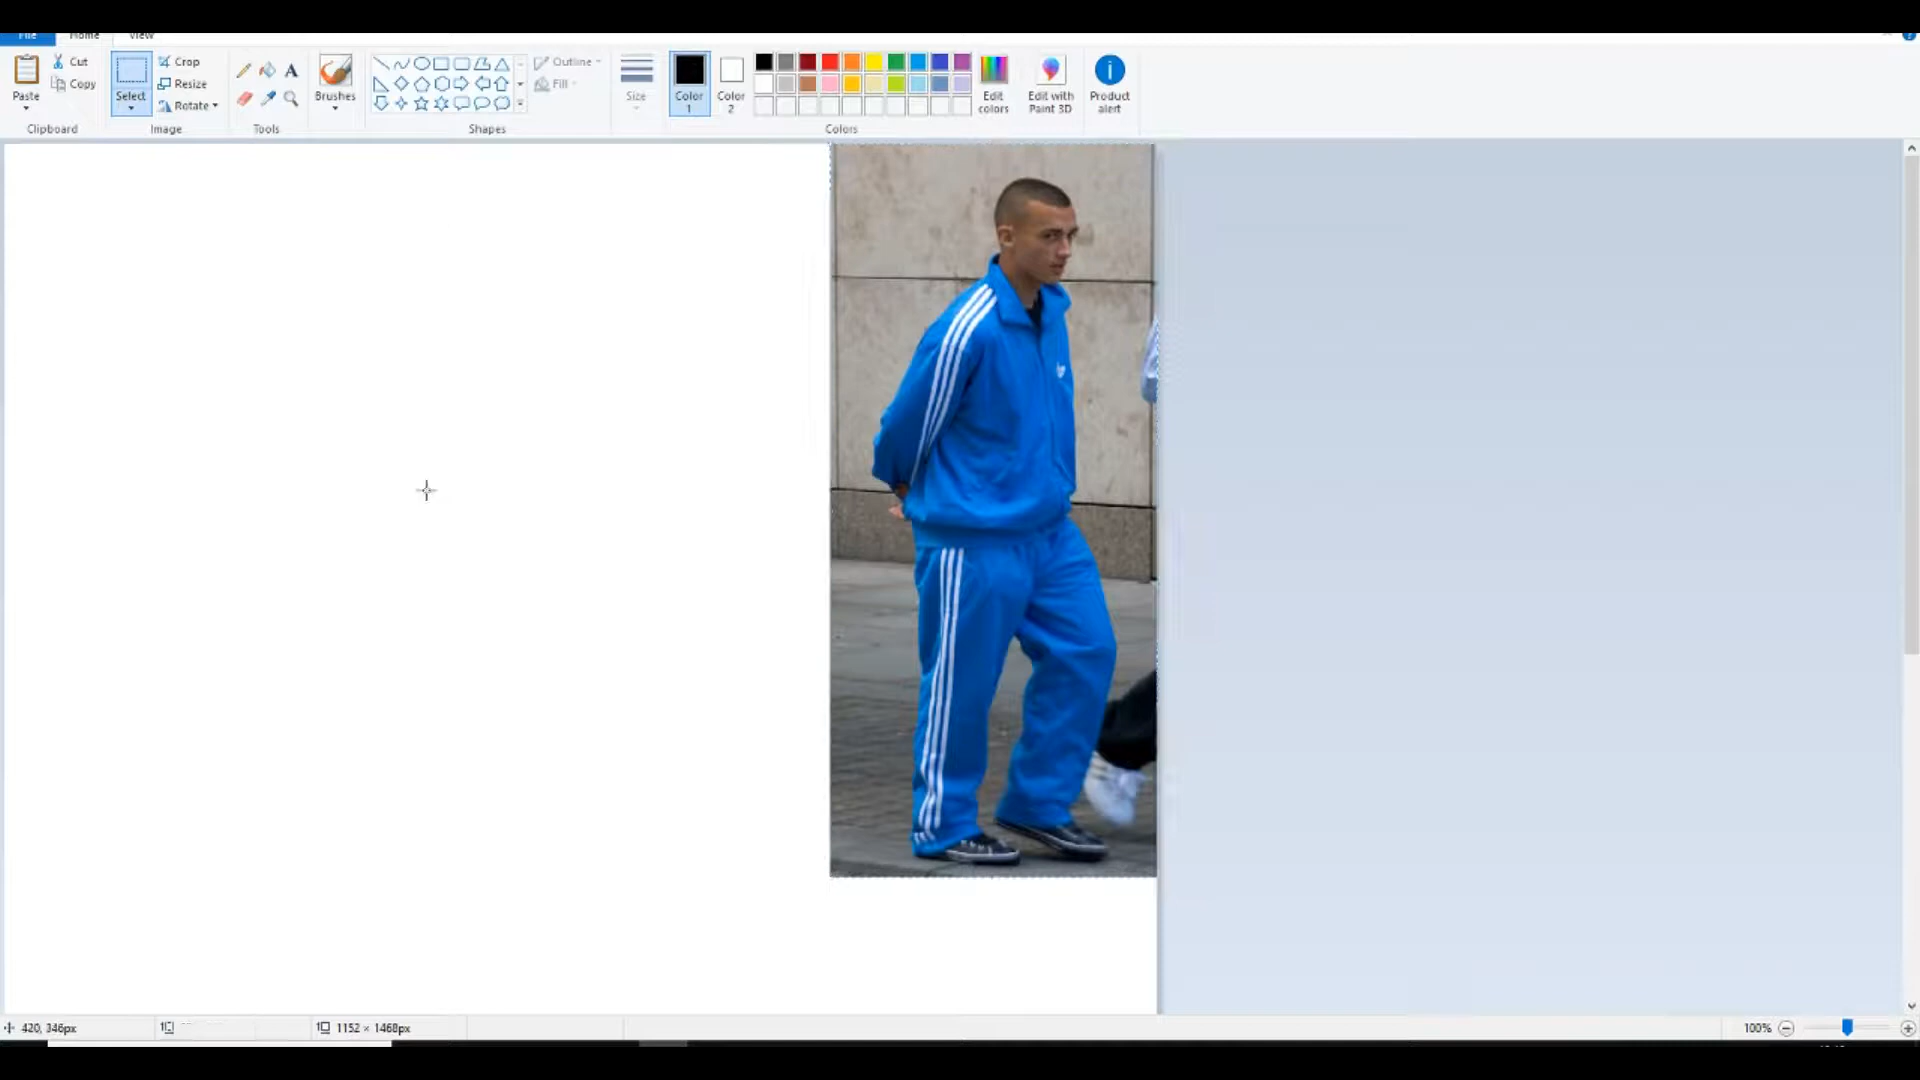 File Home View
Paste
Cut
Copy
Clipboard
Select
Crop
Resize
Rotate
Image
Tools
Brushes
Shapes
Outline
Fill
Size
Color
1
Color
2
Colors
Edit
colors
Edit with
Paint 3D
Product
alert
420, 346px
1152 × 1468px
100%